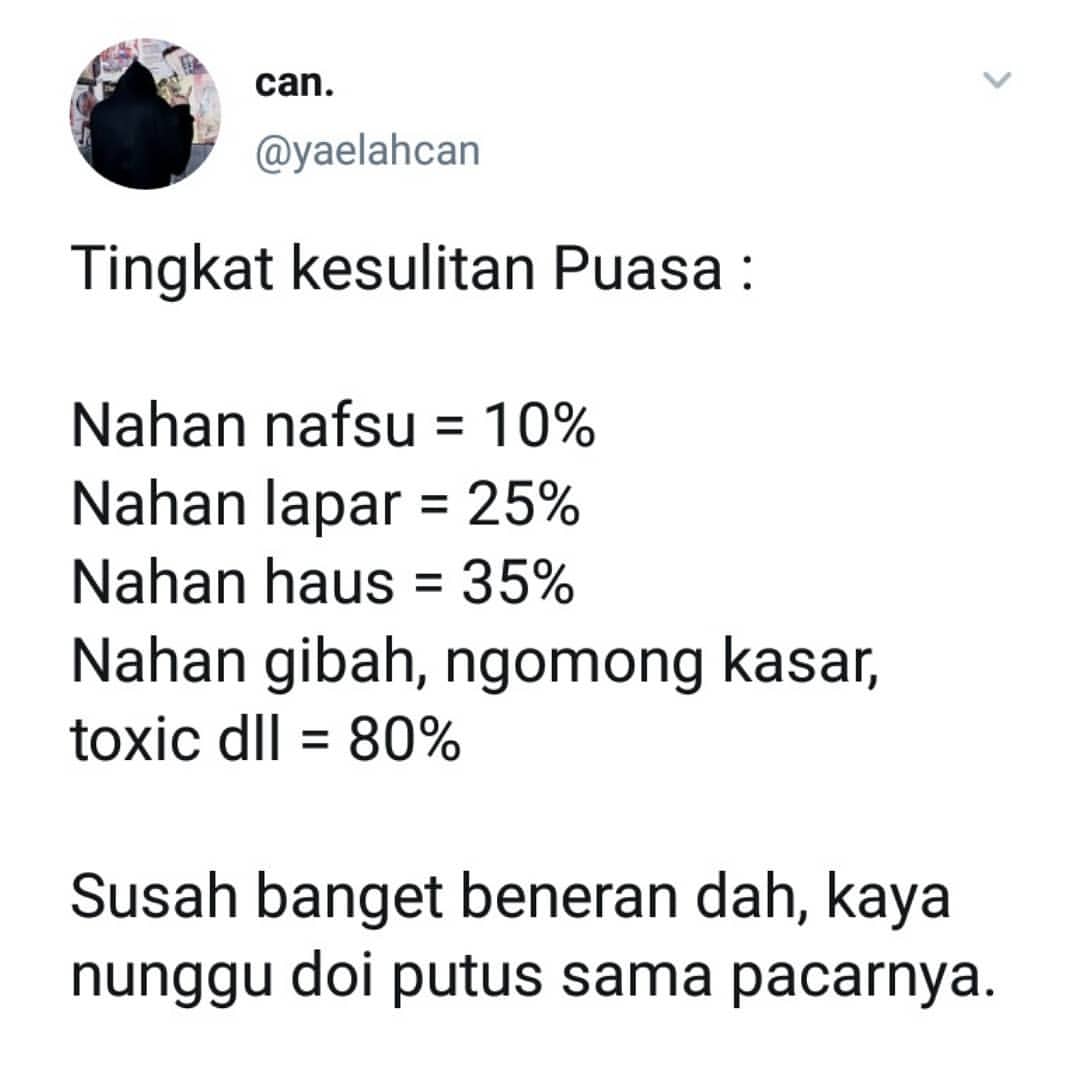 can.
@yaelahcan
Tingkat kesulitan Puasa :
Nahan nafsu = 10%
Nahan lapar = 25%
Nahan haus = 35%
Nahan gibah, ngomong kasar,
toxic dll = 80%
Susah banget beneran dah, kaya
nunggu doi putus sama pacarnya.